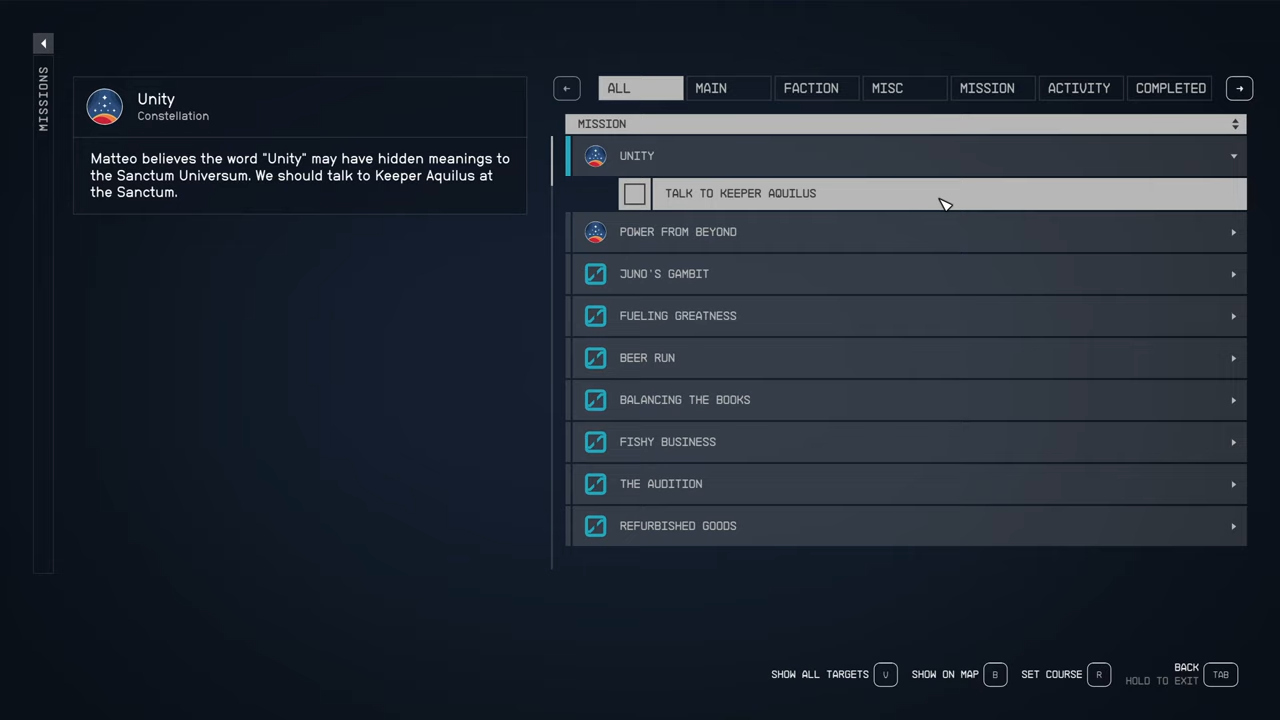 MISSIONS
Unity
Constellation
Matteo believes the word "Unity" may have hidden meanings to
the Sanctum Universum. We should talk to Keeper Aquilus at
the Sanctum.
ALL
MAIN
FACTION
MISC
MISSION
ACTIVITY
COMPLETED
MISSION
UNITY
TALK TO KEEPER AQUILUS
POWER FROM BEYOND
JUNO'S GAMBIT
FUELING GREATNESS
BEER RUN
BALANCING THE BOOKS
FISHY BUSINESS
THE AUDITION
REFURBISHED GOODS
SHOW ALL TARGETS V
SHOW ON MAP B
SET COURSE R
BACK
HOLD TO EXIT
TAB